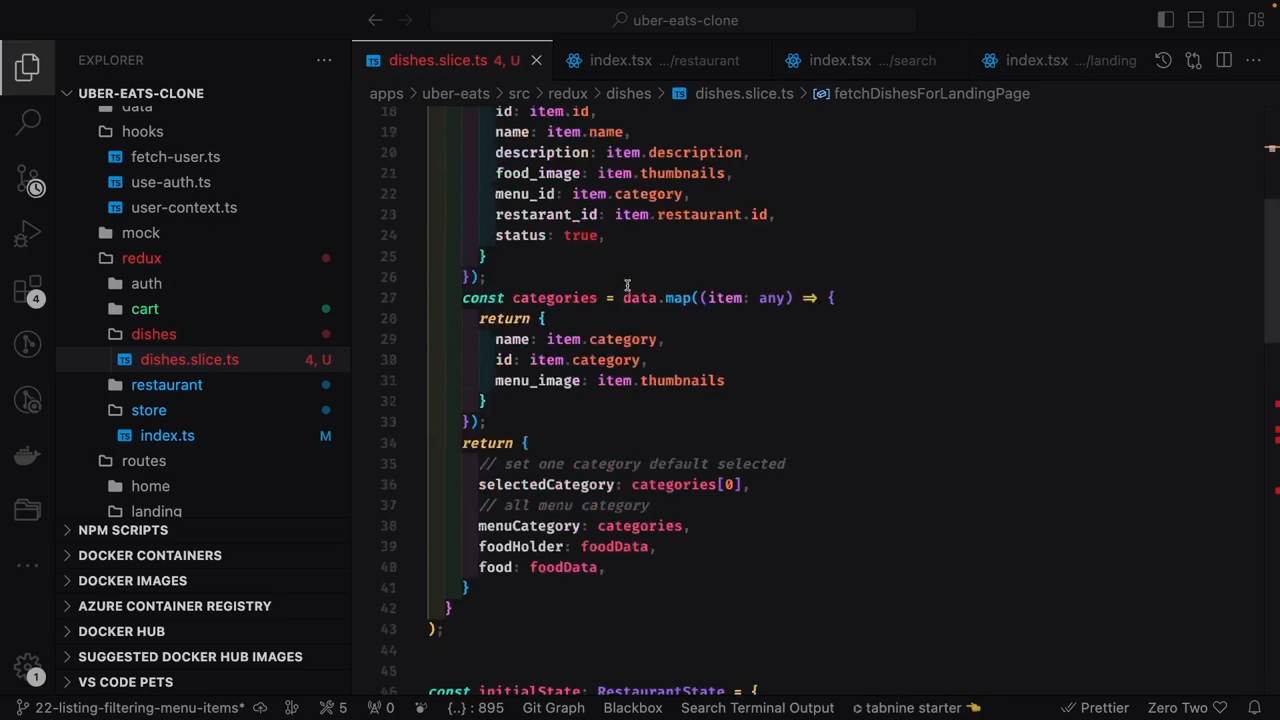 uber-eats-clone
EXPLORER
dishes.slice.ts 4, U
index.tsx .../restaurant
index.tsx .../search
index.tsx .../landing
UBER-EATS-CLONE
apps > uber-eats > src > redux > dishes > dishes.slice.ts > fetchDishesForLandingPage
data
hooks
fetch-user.ts
use-auth.ts
user-context.ts
mock
redux
auth
cart
dishes
dishes.slice.ts 4, U
restaurant
store
index.ts M
routes
home
landing
NPM SCRIPTS
DOCKER CONTAINERS
DOCKER IMAGES
AZURE CONTAINER REGISTRY
DOCKER HUB
SUGGESTED DOCKER HUB IMAGES
VS CODE PETS
4
1
18 id: item.id,
19 name: item.name,
20 description: item.description,
21 food_image: item.thumbnails,
22 menu_id: item.category,
23 restarant_id: item.restaurant.id,
24 status: true,
25 }
26 });
27 const categories = data.map((item: any) => {
28 return {
29 name: item.category,
30 id: item.category,
31 menu_image: item.thumbnails
32 }
33 });
34 return {
35 // set one category default selected
36 selectedCategory: categories[0],
37 // all menu category
38 menuCategory: categories,
39 foodHolder: foodData,
40 food: foodData,
41 }
42 }
43 );
44
45
46 const initialState: RestaurantState = {
22-listing-filtering-menu-items* 5 0 {..} : 895 Git Graph Blackbox Search Terminal Output tabnine starter Prettier Zero Two